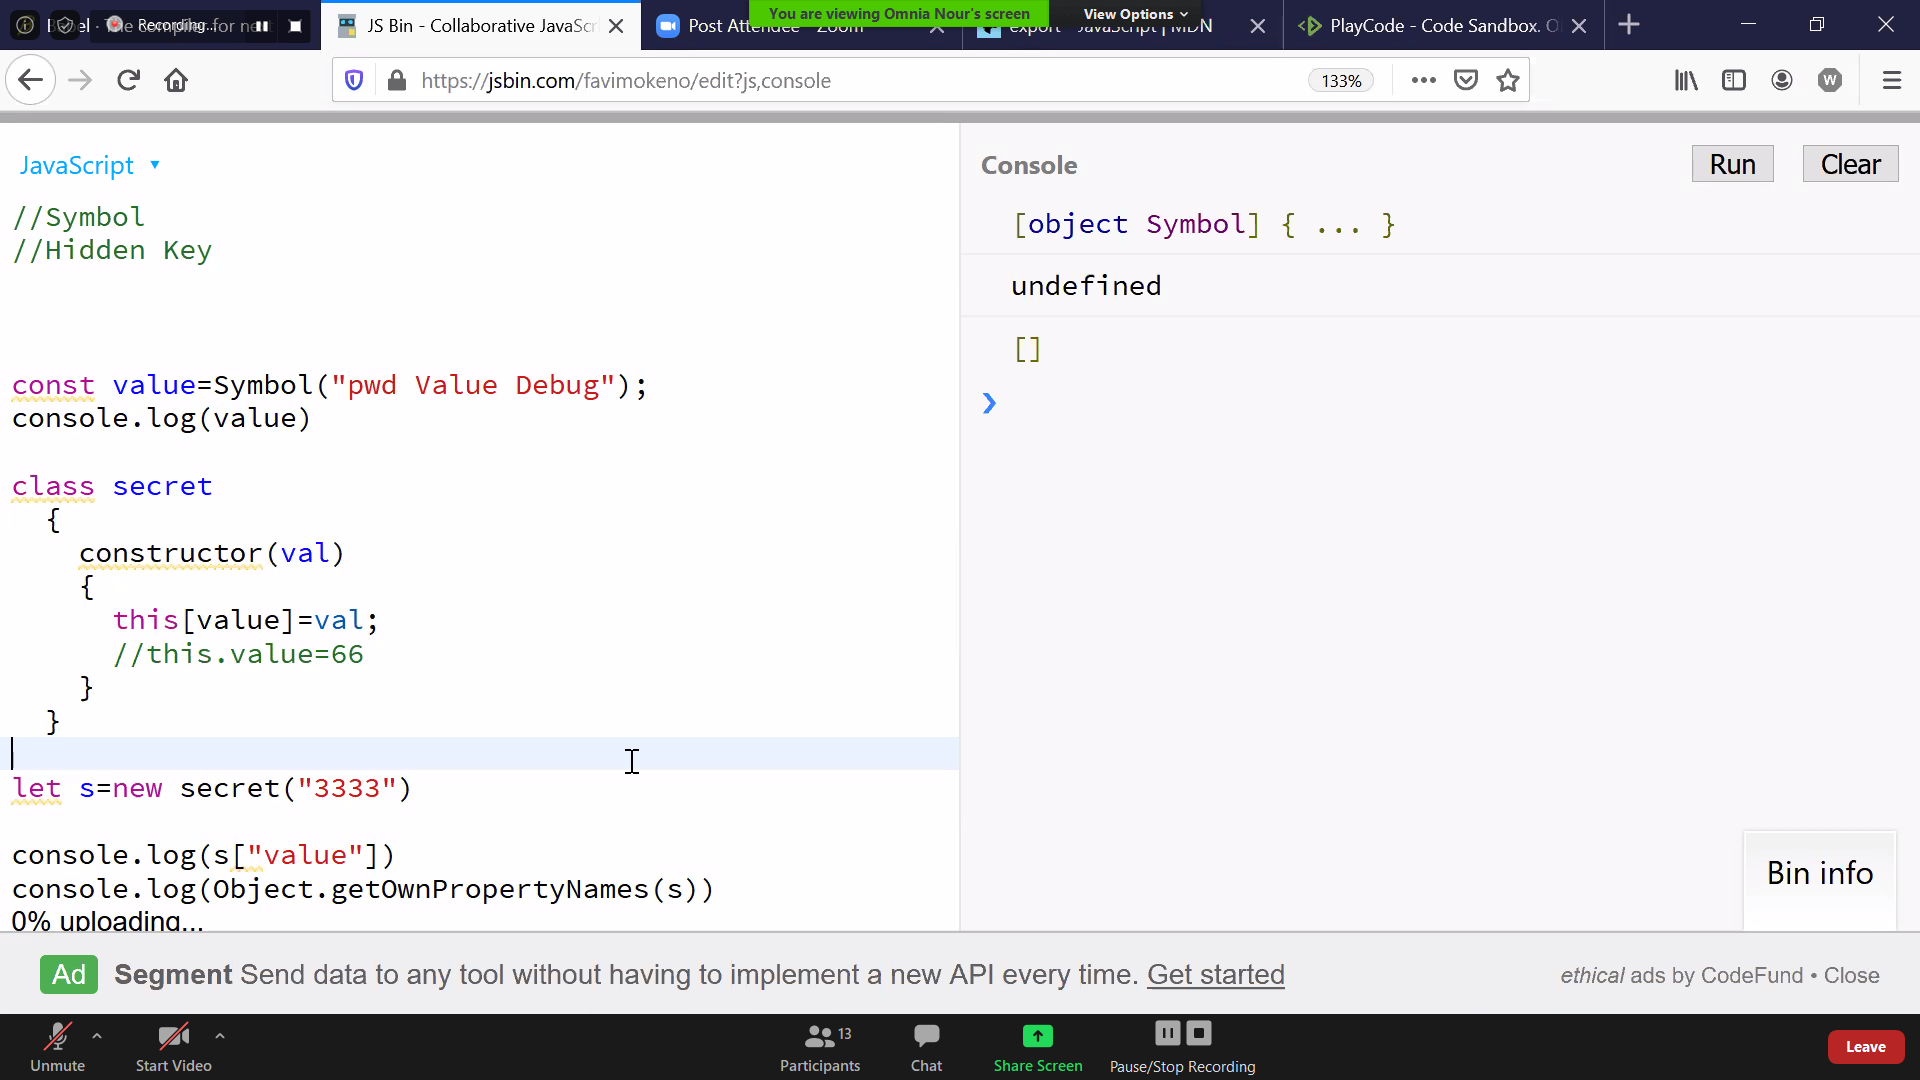 Recording...
JS Bin - Collaborative JavaScri
Post Attendee - Zoom
You are viewing Omnia Nour's screen
View Options
export - JavaScript | MDN
PlayCode - Code Sandbox. O
https://jsbin.com/favimokeno/edit?js,console
133%
W
JavaScript
//Symbol
//Hidden Key
const value=Symbol("pwd Value Debug");
console.log(value)
class secret
{
constructor(val)
{
this[value]=val;
//this.value=66
}
}
let s=new secret("3333")
console.log(s["value"])
console.log(Object.getOwnPropertyNames(s))
0% uploading...
Console
Run
Clear
[object Symbol] { ... }
undefined
[]
Bin info
Ad
Segment Send data to any tool without having to implement a new API every time. Get started
ethical ads by CodeFund • Close
Unmute
Start Video
13
Participants
Chat
Share Screen
Pause/Stop Recording
Leave